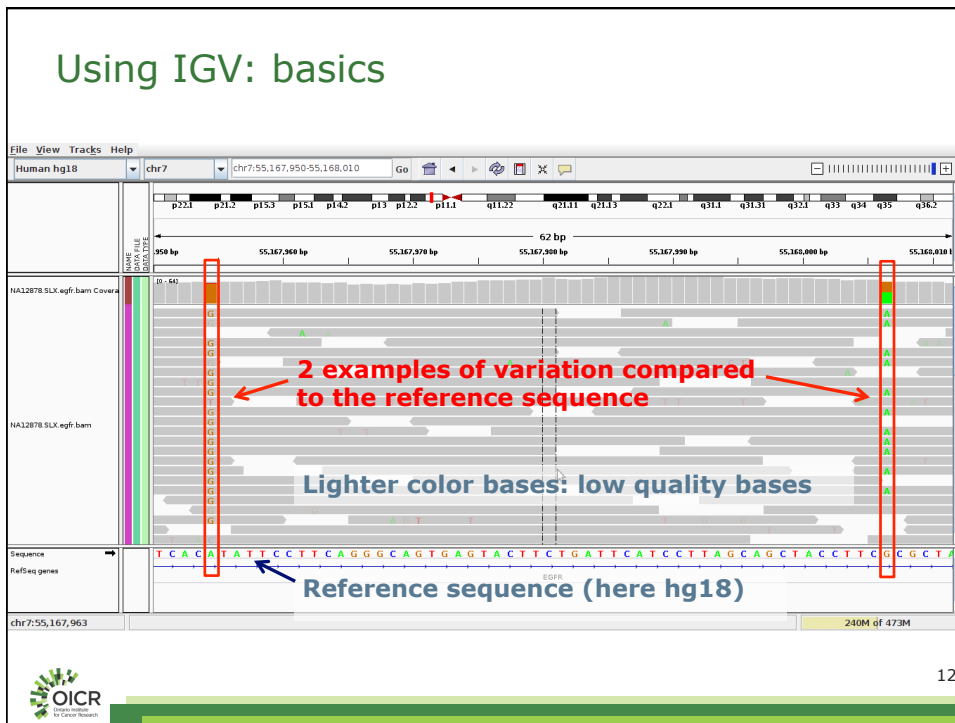 Using IGV: basics
File View Tracks Help
Human hg18 chr7 chr7:55,167,950-55,168,010 Go
p22.1 p21.2 p15.3 p15.1 p14.2 p13 p12.2 p11.1 q11.22 q21.11 q21.13 q22.1 q31.1 q31.31 q32.1 q33 q34 q35 q36.2
62 bp
NAME
DATA FILE
DATA TYPE
.950 bp 55,167,960 bp 55,167,970 bp 55,167,980 bp 55,167,990 bp 55,168,000 bp 55,168,010 b
NA12878.SLX.egfr.bam Covera
[0 - 64]
2 examples of variation compared
to the reference sequence
NA12878.SLX.egfr.bam
Lighter color bases: low quality bases
Sequence
T C A C A T A T T C C T T C A G G G C A G T G A G T A C T T C T G A T T C A T C C T T A G C A G C T A C C T T C G C G C T A
RefSeq genes
EGFR
Reference sequence (here hg18)
chr7:55,167,963 240M of 473M
12
OICR
Ontario Institute
for Cancer Research